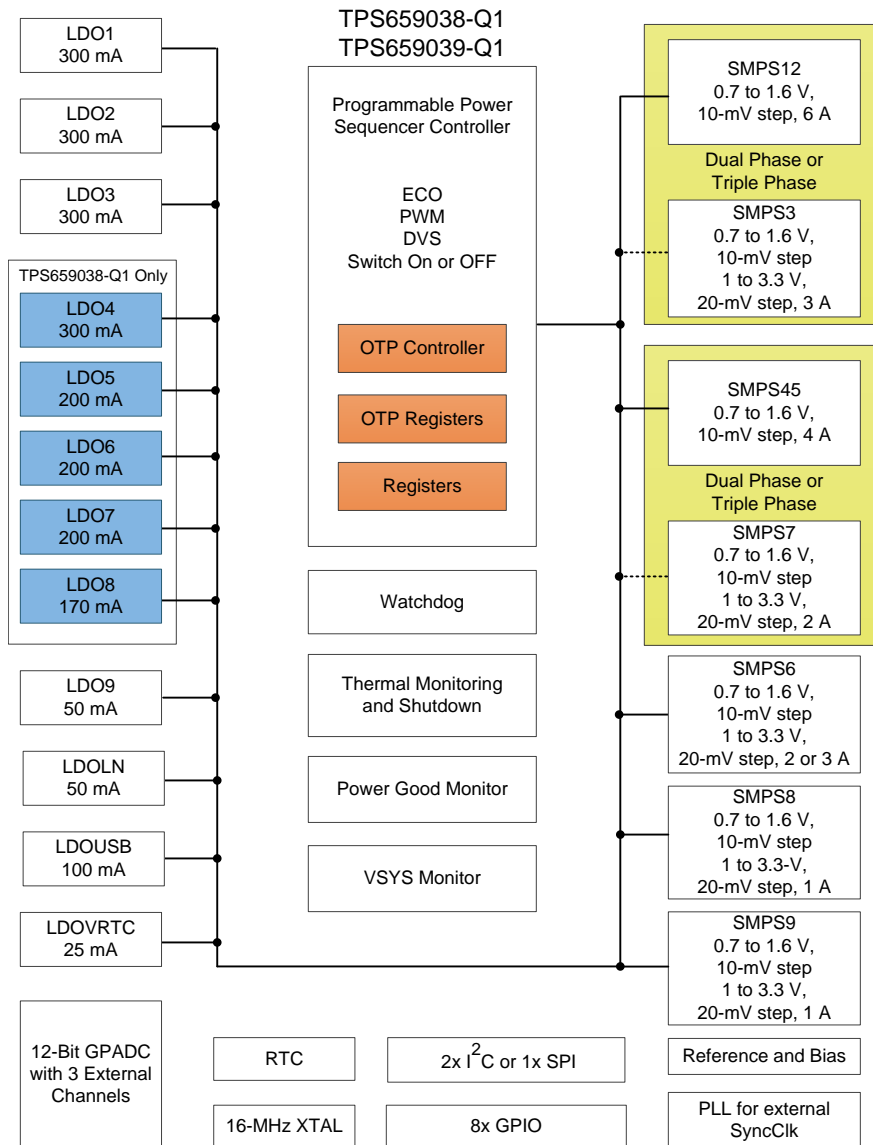 TPS659038-Q1
TPS659039-Q1
LDO1
300 mA
LDO2
300 mA
LDO3
300 mA
TPS659038-Q1 Only
LDO4
300 mA
LDO5
200 mA
LDO6
200 mA
LDO7
200 mA
LDO8
170 mA
LDO9
50 mA
LDOLN
50 mA
LDOUSB
100 mA
LDOVRTC
25 mA
12-Bit GPADC
with 3 External
Channels
Programmable Power
Sequencer Controller
ECO
PWM
DVS
Switch On or OFF
OTP Controller
OTP Registers
Registers
Watchdog
Thermal Monitoring
and Shutdown
Power Good Monitor
VSYS Monitor
RTC
2x I²C or 1x SPI
16-MHz XTAL
8x GPIO
SMPS12
0.7 to 1.6 V,
10-mV step, 6 A
Dual Phase or
Triple Phase
SMPS3
0.7 to 1.6 V,
10-mV step
1 to 3.3 V,
20-mV step, 3 A
SMPS45
0.7 to 1.6 V,
10-mV step, 4 A
Dual Phase or
Triple Phase
SMPS7
0.7 to 1.6 V,
10-mV step
1 to 3.3 V,
20-mV step, 2 A
SMPS6
0.7 to 1.6 V,
10-mV step
1 to 3.3 V,
20-mV step, 2 or 3 A
SMPS8
0.7 to 1.6 V,
10-mV step
1 to 3.3-V,
20-mV step, 1 A
SMPS9
0.7 to 1.6 V,
10-mV step
1 to 3.3 V,
20-mV step, 1 A
Reference and Bias
PLL for external
SyncClk